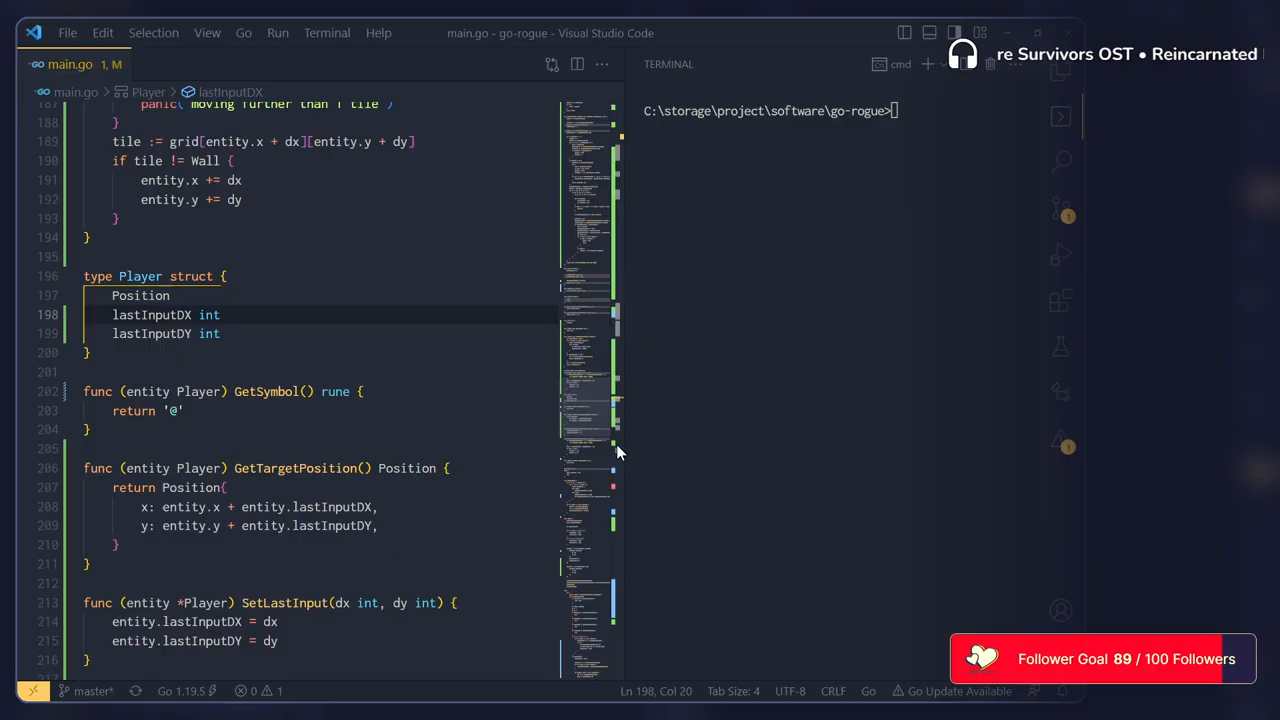 File Edit Selection View Go Run Terminal Help
main.go - go-rogue - Visual Studio Code
re Survivors OST • Reincarnated
main.go 1, M
TERMINAL
cmd
main.go > Player > lastInputDX
C:\storage\project\software\go-rogue>
187 panic("moving further than 1 tile")
188 }
189 tile := grid[entity.x + dx][entity.y + dy]
190 if tile != Wall {
191 entity.x += dx
192 entity.y += dy
193 }
194 }
195
196 type Player struct {
197 Position
198 lastInputDX int
199 lastInputDY int
200 }
201
202 func (entity Player) GetSymbol() rune {
203 return '@'
204 }
205
206 func (entity Player) GetTargetPosition() Position {
207 return Position{
208 x: entity.x + entity.lastInputDX,
209 y: entity.y + entity.lastInputDY,
210 }
211 }
212
213 func (entity *Player) SetLastInput(dx int, dy int) {
214 entity.lastInputDX = dx
215 entity.lastInputDY = dy
216 }
Follower Goal 89 / 100 Followers
master* Go 1.19.5 0 1
Ln 198, Col 20 Tab Size: 4 UTF-8 CRLF Go Go Update Available